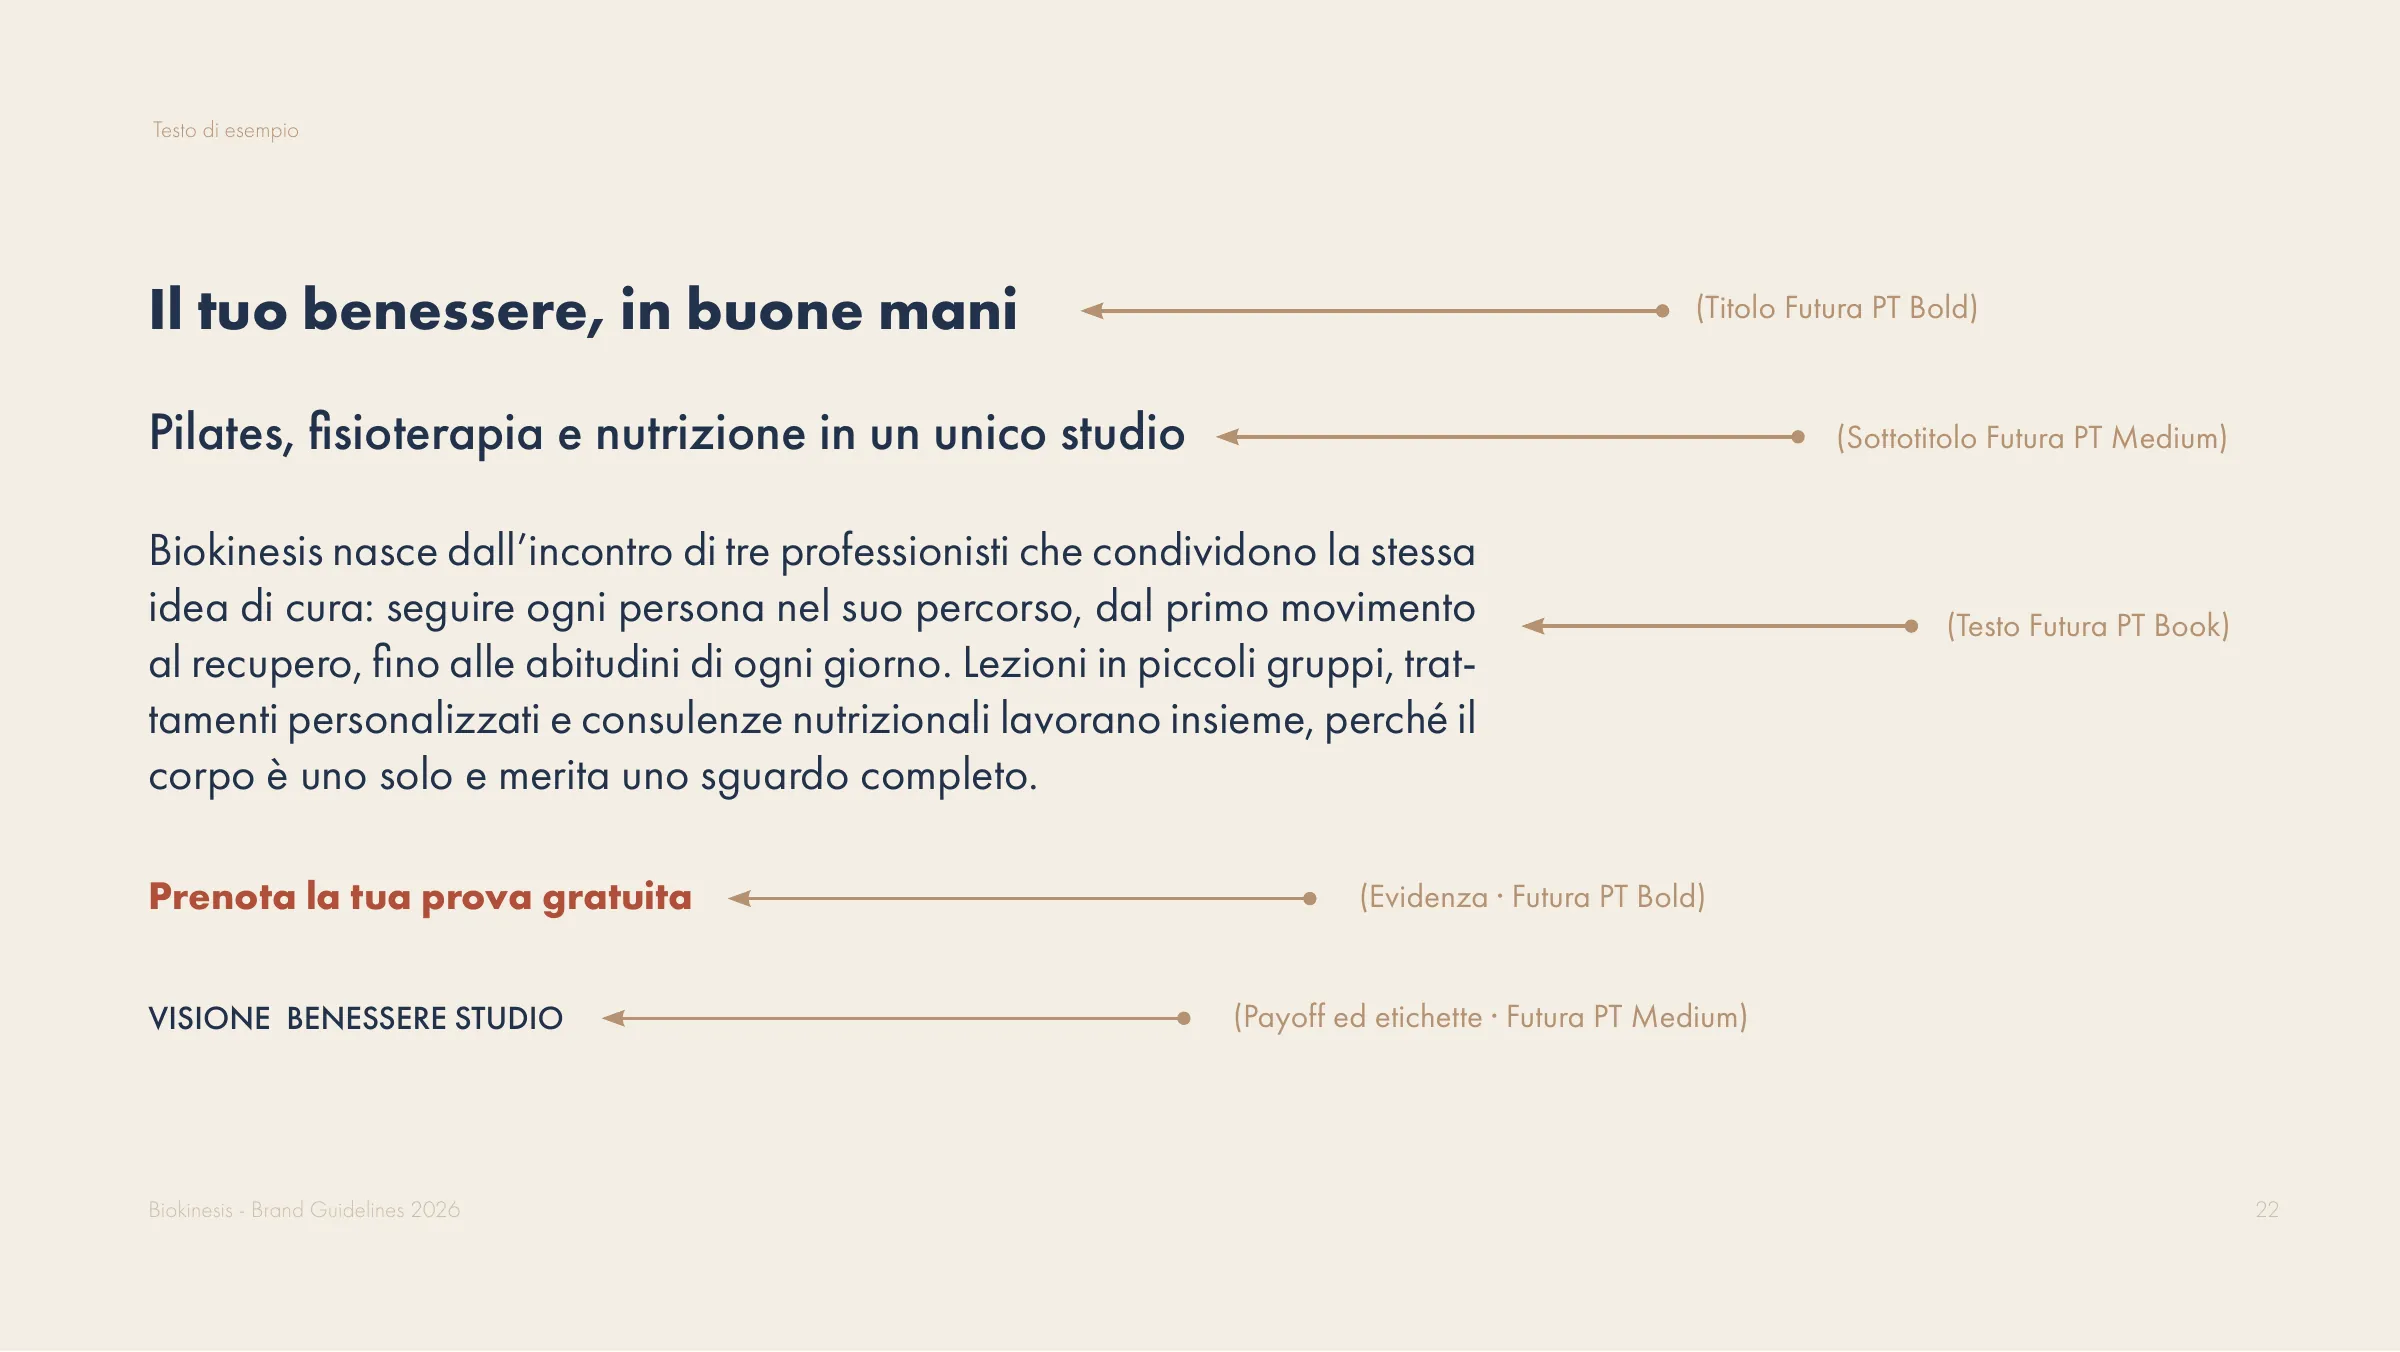 Testo di esempio
Il tuo benessere, in buone mani
(Titolo Futura PT Bold)
Pilates, fisioterapia e nutrizione in un unico studio
(Sottotitolo Futura PT Medium)
Biokinesis nasce dall’incontro di tre professionisti che condividono la stessa
idea di cura: seguire ogni persona nel suo percorso, dal primo movimento
al recupero, fino alle abitudini di ogni giorno. Lezioni in piccoli gruppi, trat-
tamenti personalizzati e consulenze nutrizionali lavorano insieme, perché il
corpo è uno solo e merita uno sguardo completo.
(Testo Futura PT Book)
Prenota la tua prova gratuita
(Evidenza · Futura PT Bold)
VISIONE  BENESSERE STUDIO
(Payoff ed etichette · Futura PT Medium)
Biokinesis - Brand Guidelines 2026
22